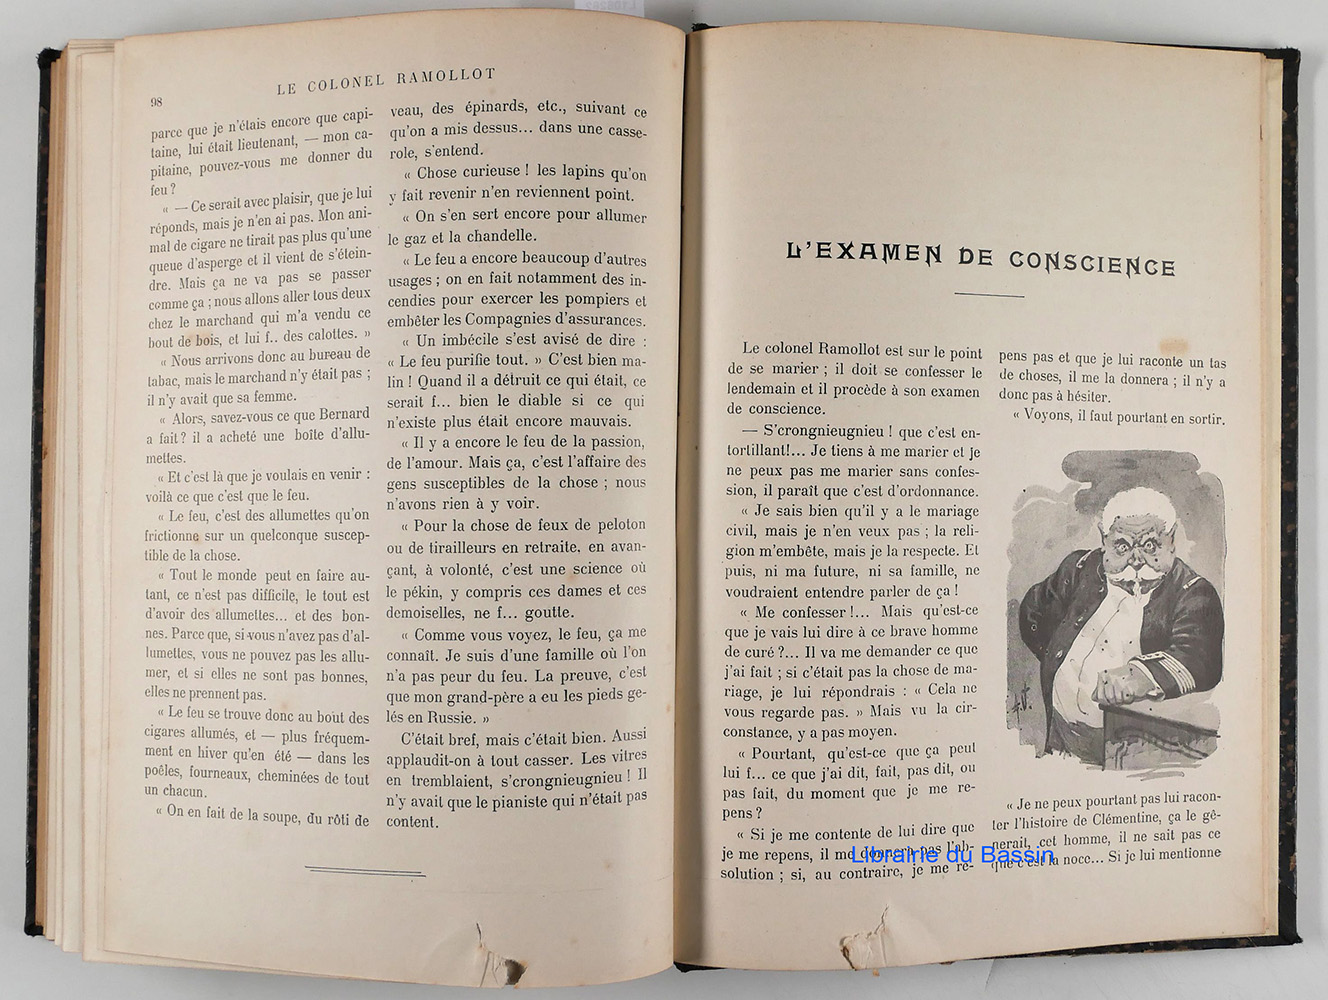 98
LE COLONEL RAMOLLOT
parce que je n'étais encore que capi-
taine, lui était lieutenant, — mon ca-
pitaine, pouvez-vous me donner du
feu ?
« — Ce serait avec plaisir, que je lui
réponds, mais je n'en ai pas. Mon ani-
mal de cigare ne tirait pas plus qu'une
queue d'asperge et il vient de s'étein-
dre. Mais ça ne va pas se passer
comme ça ; nous allons aller tous deux
chez le marchand qui m'a vendu ce
bout de bois, et lui f.. des calottes. »
« Nous arrivons donc au bureau de
tabac, mais le marchand n'y était pas ;
il n'y avait que sa femme.
« Alors, savez-vous ce que Bernard
a fait ? il a acheté une boîte d'allu-
mettes.
« Et c'est là que je voulais en venir :
voilà ce que c'est que le feu.
« Le feu, c'est des allumettes qu'on
frictionne sur un quelconque suscep-
tible de la chose.
« Tout le monde peut en faire au-
tant, ce n'est pas difficile, le tout est
d'avoir des allumettes... et des bon-
nes. Parce que, si vous n'avez pas d'al-
lumettes, vous ne pouvez pas les allu-
mer, et si elles ne sont pas bonnes,
elles ne prennent pas.
« Le feu se trouve donc au bout des
cigares allumés, et — plus fréquem-
ment en hiver qu'en été — dans les
poêles, fourneaux, cheminées de tout
un chacun.
« On en fait de la soupe, du rôti de
veau, des épinards, etc., suivant ce
qu'on a mis dessus... dans une casse-
role, s'entend.
« Chose curieuse ! les lapins qu'on
y fait revenir n'en reviennent point.
« On s'en sert encore pour allumer
le gaz et la chandelle.
« Le feu a encore beaucoup d'autres
usages ; on en fait notamment des in-
cendies pour exercer les pompiers et
embêter les Compagnies d'assurances.
« Un imbécile s'est avisé de dire :
« Le feu purifie tout. » C'est bien ma-
lin ! Quand il a détruit ce qui était, ce
serait f... bien le diable si ce qui
n'existe plus était encore mauvais.
« Il y a encore le feu de la passion,
de l'amour. Mais ça, c'est l'affaire des
gens susceptibles de la chose ; nous
n'avons rien à y voir.
« Pour la chose de feux de peloton
ou de tirailleurs en retraite, en avan-
çant, à volonté, c'est une science où
le pékin, y compris ces dames et ces
demoiselles, ne f... goutte.
« Comme vous voyez, le feu, ça me
connaît. Je suis d'une famille où l'on
n'a pas peur du feu. La preuve, c'est
que mon grand-père a eu les pieds ge-
lés en Russie. »
C'était bref, mais c'était bien. Aussi
applaudit-on à tout casser. Les vitres
en tremblaient, s'crongnieugnieu ! Il
n'y avait que le pianiste qui n'était pas
content.
L'EXAMEN DE CONSCIENCE
Le colonel Ramollot est sur le point
de se marier ; il doit se confesser le
lendemain et il procède à son examen
de conscience.
— S'crongnieugnieu ! que c'est en-
tortillant!... Je tiens à me marier et je
ne peux pas me marier sans confes-
sion, il paraît que c'est d'ordonnance.
« Je sais bien qu'il y a le mariage
civil, mais je n'en veux pas ; la reli-
gion m'embête, mais je la respecte. Et
puis, ni ma future, ni sa famille, ne
voudraient entendre parler de ça !
« Me confesser !... Mais qu'est-ce
que je vais lui dire à ce brave homme
de curé ?... Il va me demander ce que
j'ai fait ; si c'était pas la chose de ma-
riage, je lui répondrais : « Cela ne
vous regarde pas. » Mais vu la cir-
constance, y a pas moyen.
« Pourtant, qu'est-ce que ça peut
lui f... ce que j'ai dit, fait, pas dit, ou
pas fait, du moment que je me re-
pens ?
« Si je me contente de lui dire que
je me repens, il me donnera pas l'ab-
solution ; si, au contraire, je me re-
pens pas et que je lui raconte un tas
de choses, il me la donnera ; il n'y a
donc pas à hésiter.
« Voyons, il faut pourtant en sortir.
« Je ne peux pourtant pas lui racon-
ter l'histoire de Clémentine, ça le gê-
nerait, cet homme, il ne sait pas ce
que c'est la noce... Si je lui mentionne
Librairie du Bassin